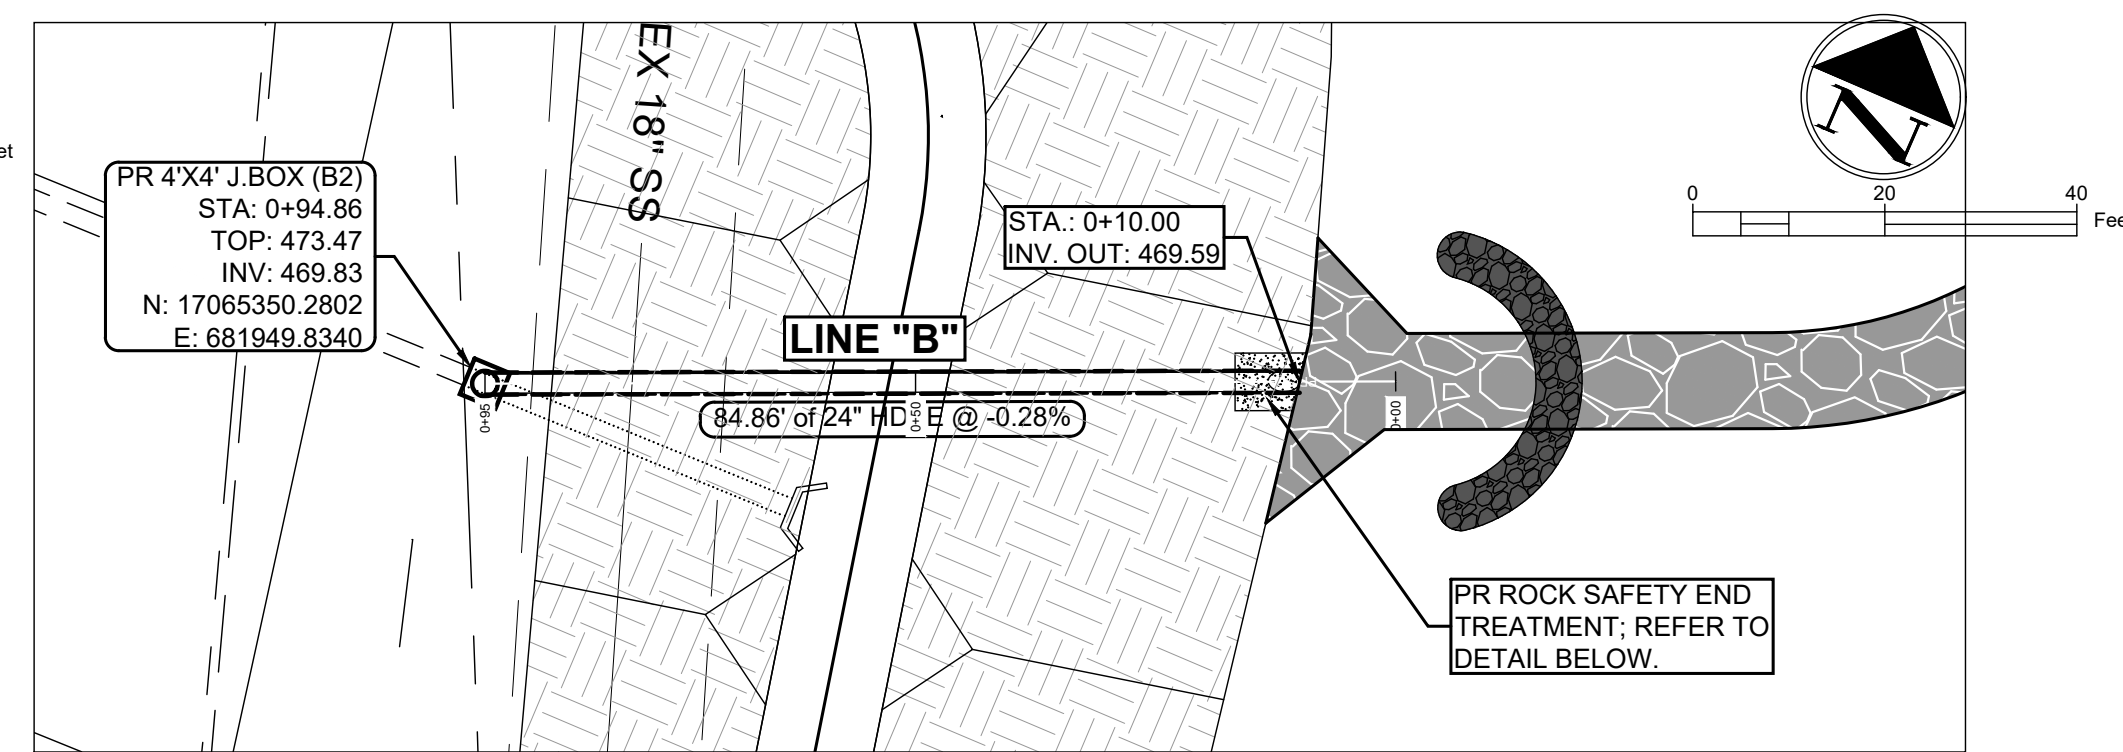 EX 18" SS
PR 4'X4' J.BOX (B2)
STA: 0+94.86
TOP: 473.47
INV: 469.83
N: 17065350.2802
E: 681949.8340
STA.: 0+10.00
INV. OUT: 469.59
LINE "B"
84.86' of 24" HDPE @ -0.28%
0+95
0+50
0+00
N
0 20 40
Fee
et
PR ROCK SAFETY END
TREATMENT; REFER TO
DETAIL BELOW.